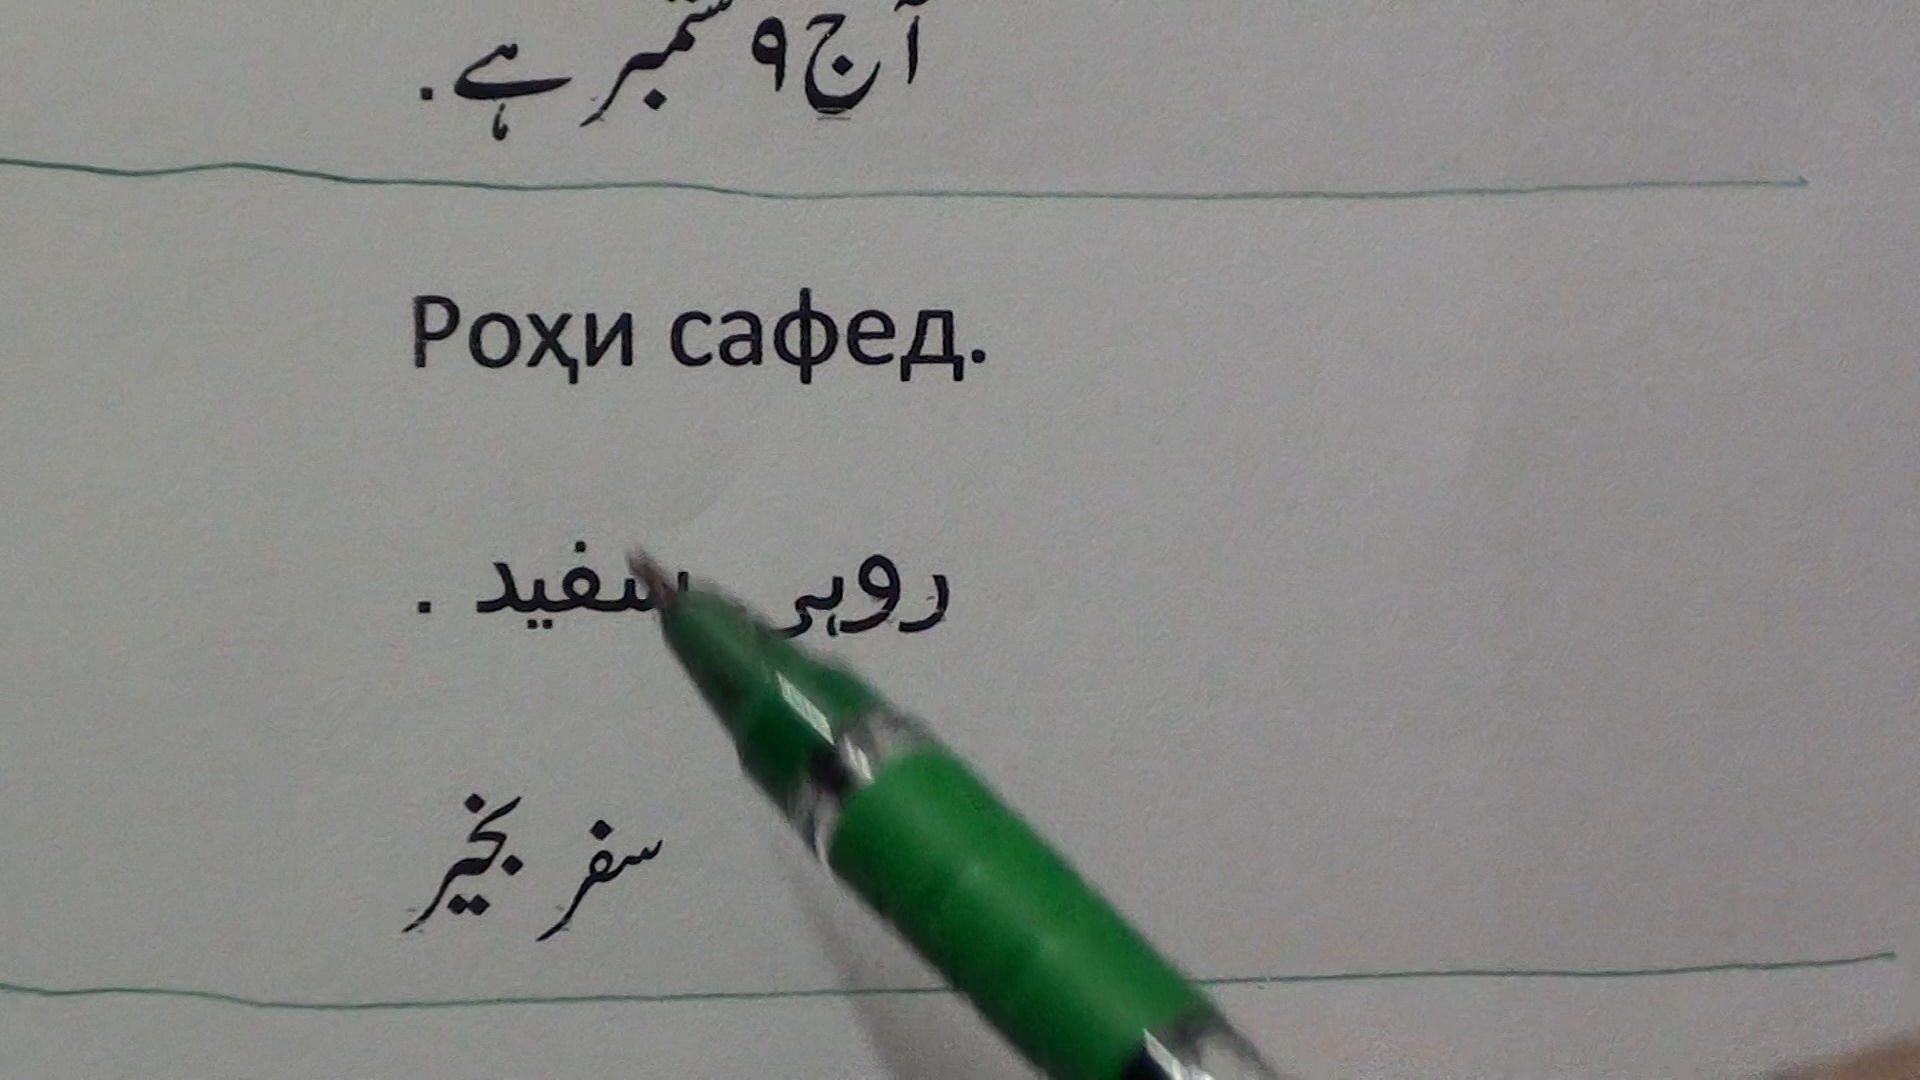 آج ۹ ستمبر ہے .
Роҳи сафед.
روہی سفید .
سفر بخیر